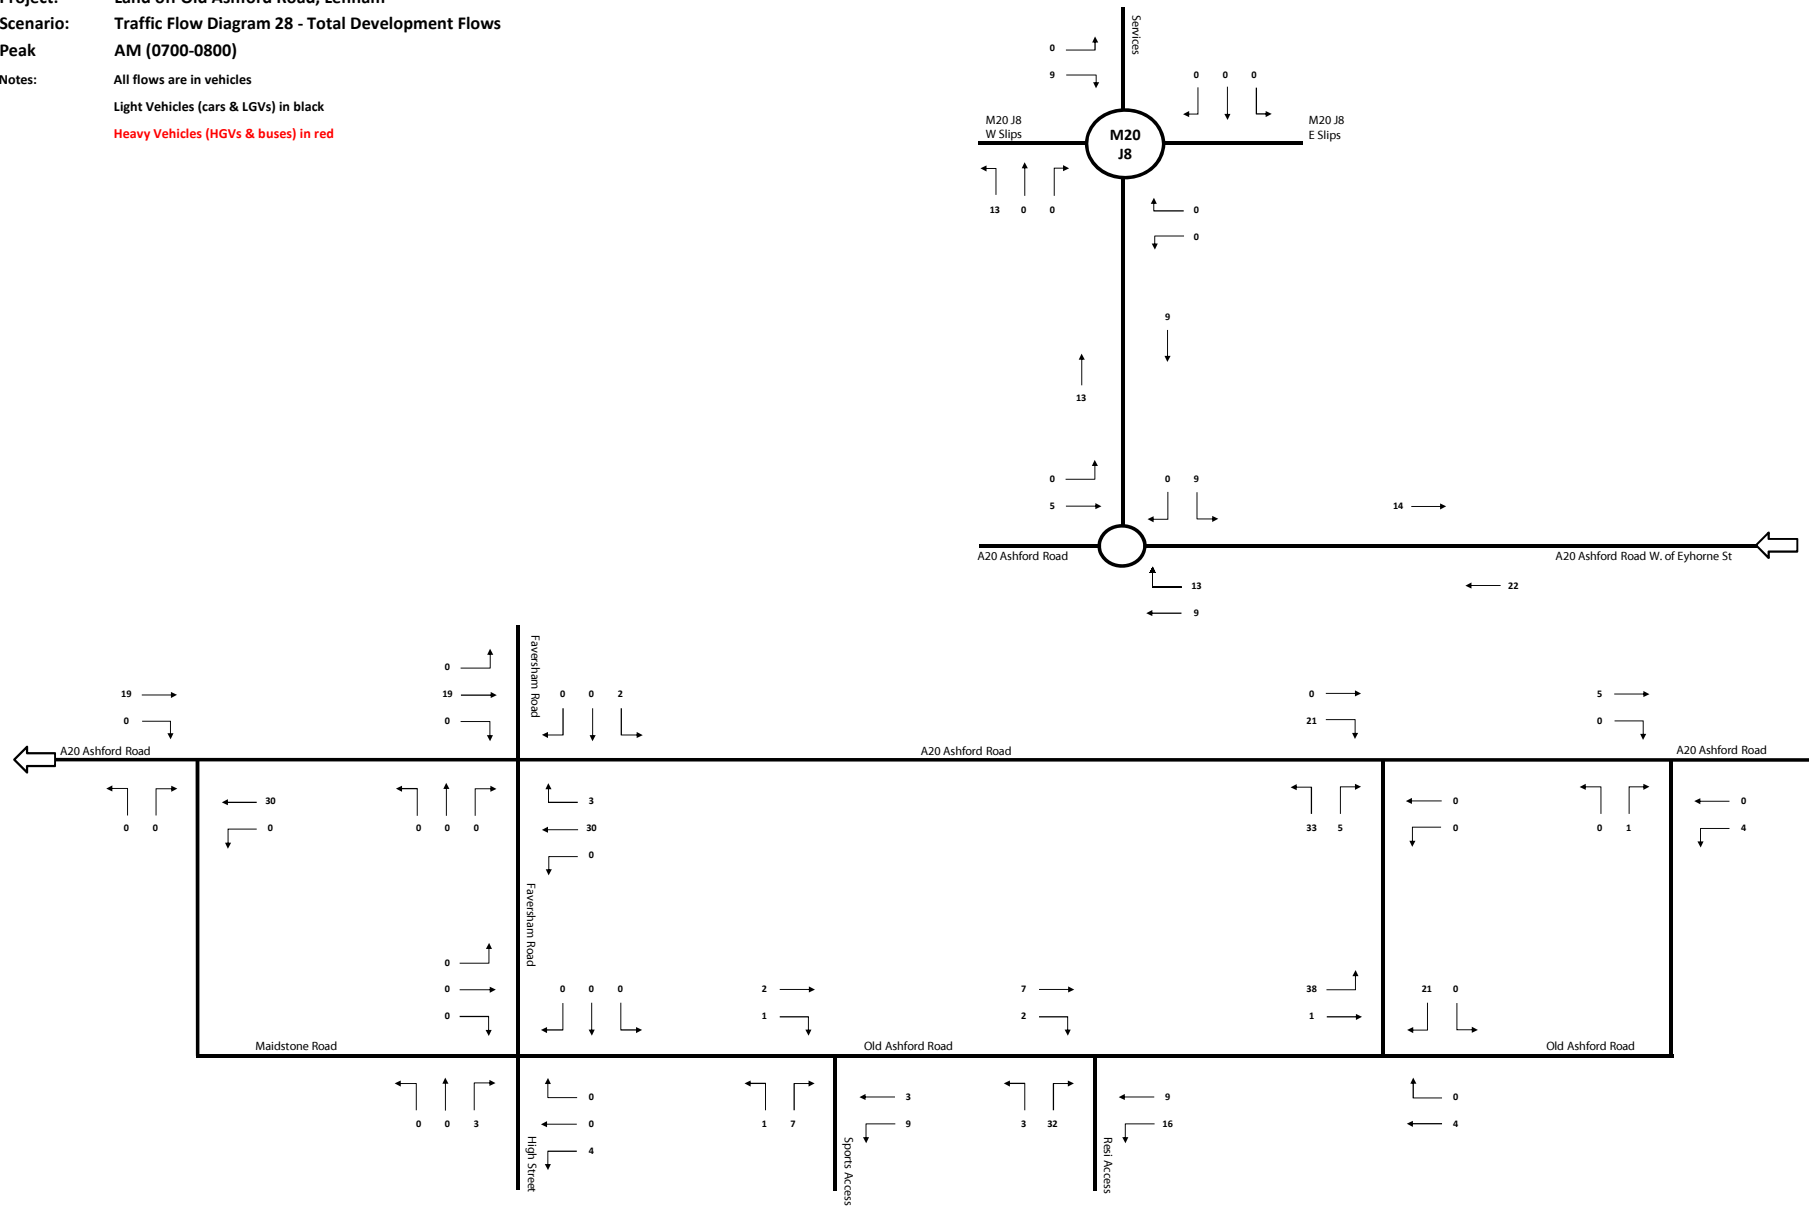 Project: Land off Old Ashford Road, Lenham
Scenario: Traffic Flow Diagram 28 - Total Development Flows
Peak AM (0700-0800)
Notes: All flows are in vehicles
Light Vehicles (cars & LGVs) in black
Heavy Vehicles (HGVs & buses) in red
Services
0
9
0 0 0
M20 J8
W Slips
M20
J8
M20 J8
E Slips
13 0 0
0
0
9
13
0
5
0 9
14
A20 Ashford Road
A20 Ashford Road W. of Eyhorne St
13
9
22
Faversham Road
0
19
0
19
0
0 0 2
0
21
5
0
A20 Ashford Road
A20 Ashford Road
A20 Ashford Road
0 0
30
0
0 0 0
3
30
0
33 5
0
0
0 1
0
4
Faversham Road
0
0
0
0 0 0
2
1
7
2
38
1
21 0
Maidstone Road
Old Ashford Road
Old Ashford Road
0 0 3
0
0
4
1 7
3
9
3 32
9
16
0
4
High Street
Sports Access
Resi Access